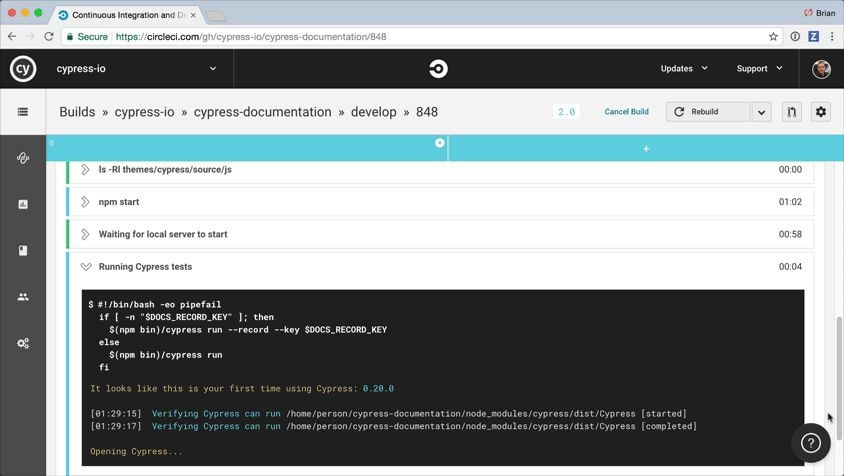 Continuous Integration and De
Brian
Secure https://circleci.com/gh/cypress-io/cypress-documentation/848
cy cypress-io Updates Support
Builds » cypress-io » cypress-documentation » develop » 848 2.0 Cancel Build Rebuild
0
+
ls -Rl themes/cypress/source/js 00:00
npm start 01:02
Waiting for local server to start 00:58
Running Cypress tests 00:04
$ #!/bin/bash -eo pipefail
if [ -n "$DOCS_RECORD_KEY" ]; then
$(npm bin)/cypress run --record --key $DOCS_RECORD_KEY
else
$(npm bin)/cypress run
fi
It looks like this is your first time using Cypress: 0.20.0
[01:29:15] Verifying Cypress can run /home/person/cypress-documentation/node_modules/cypress/dist/Cypress [started]
[01:29:17] Verifying Cypress can run /home/person/cypress-documentation/node_modules/cypress/dist/Cypress [completed]
Opening Cypress...
?